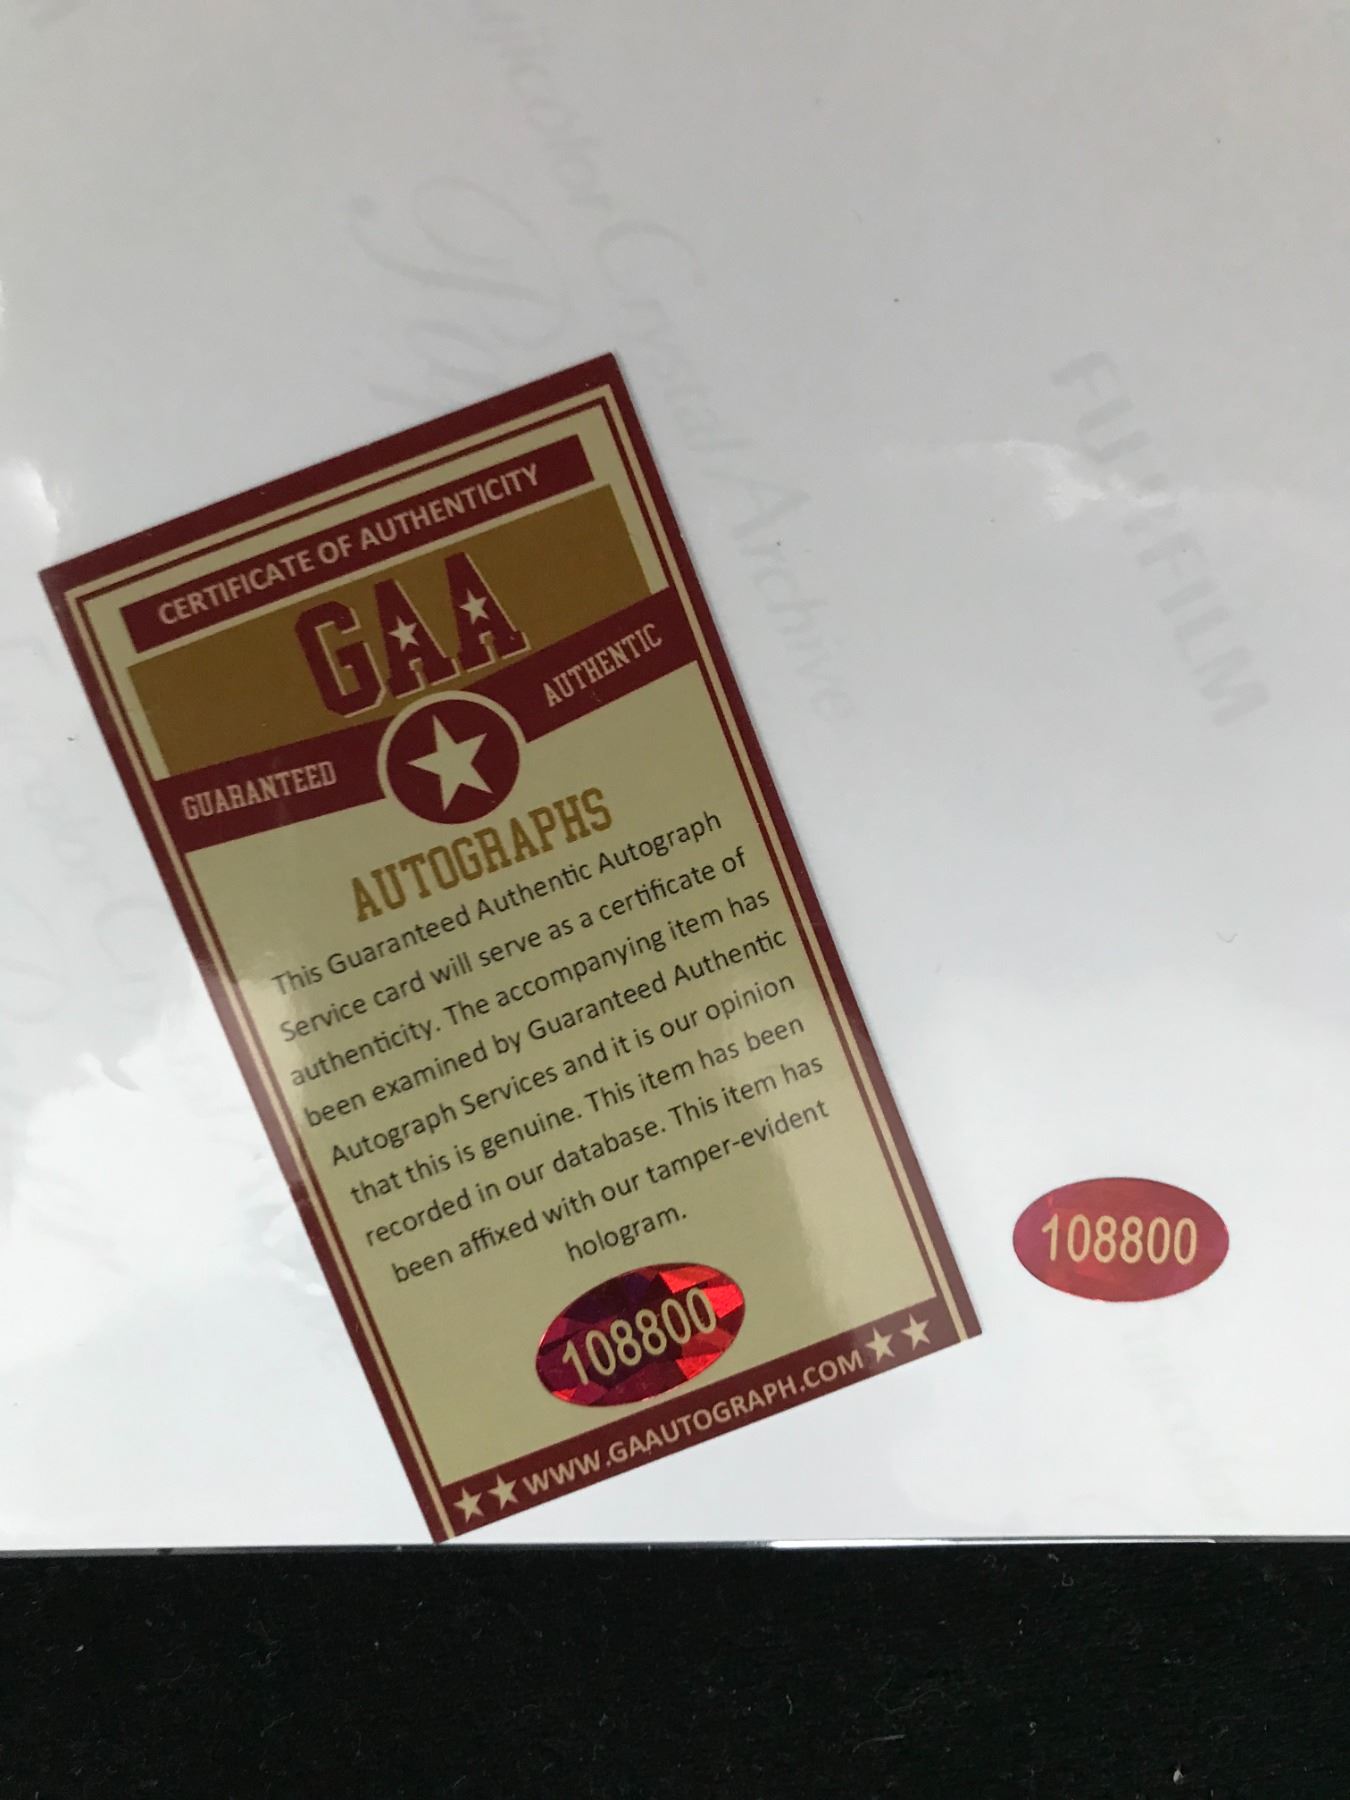 CERTIFICATE OF AUTHENTICITY
GAA
GUARANTEED AUTHENTIC
AUTOGRAPHS
This Guaranteed Authentic Autograph
Service card will serve as a certificate of
authenticity. The accompanying item has
been examined by Guaranteed Authentic
Autograph Services and it is our opinion
that this is genuine. This item has been
recorded in our database. This item has
been affixed with our tamper-evident
hologram.
108800
WWW.GAAUTOGRAPH.COM
108800
Crystal Archive
FUJIFILM